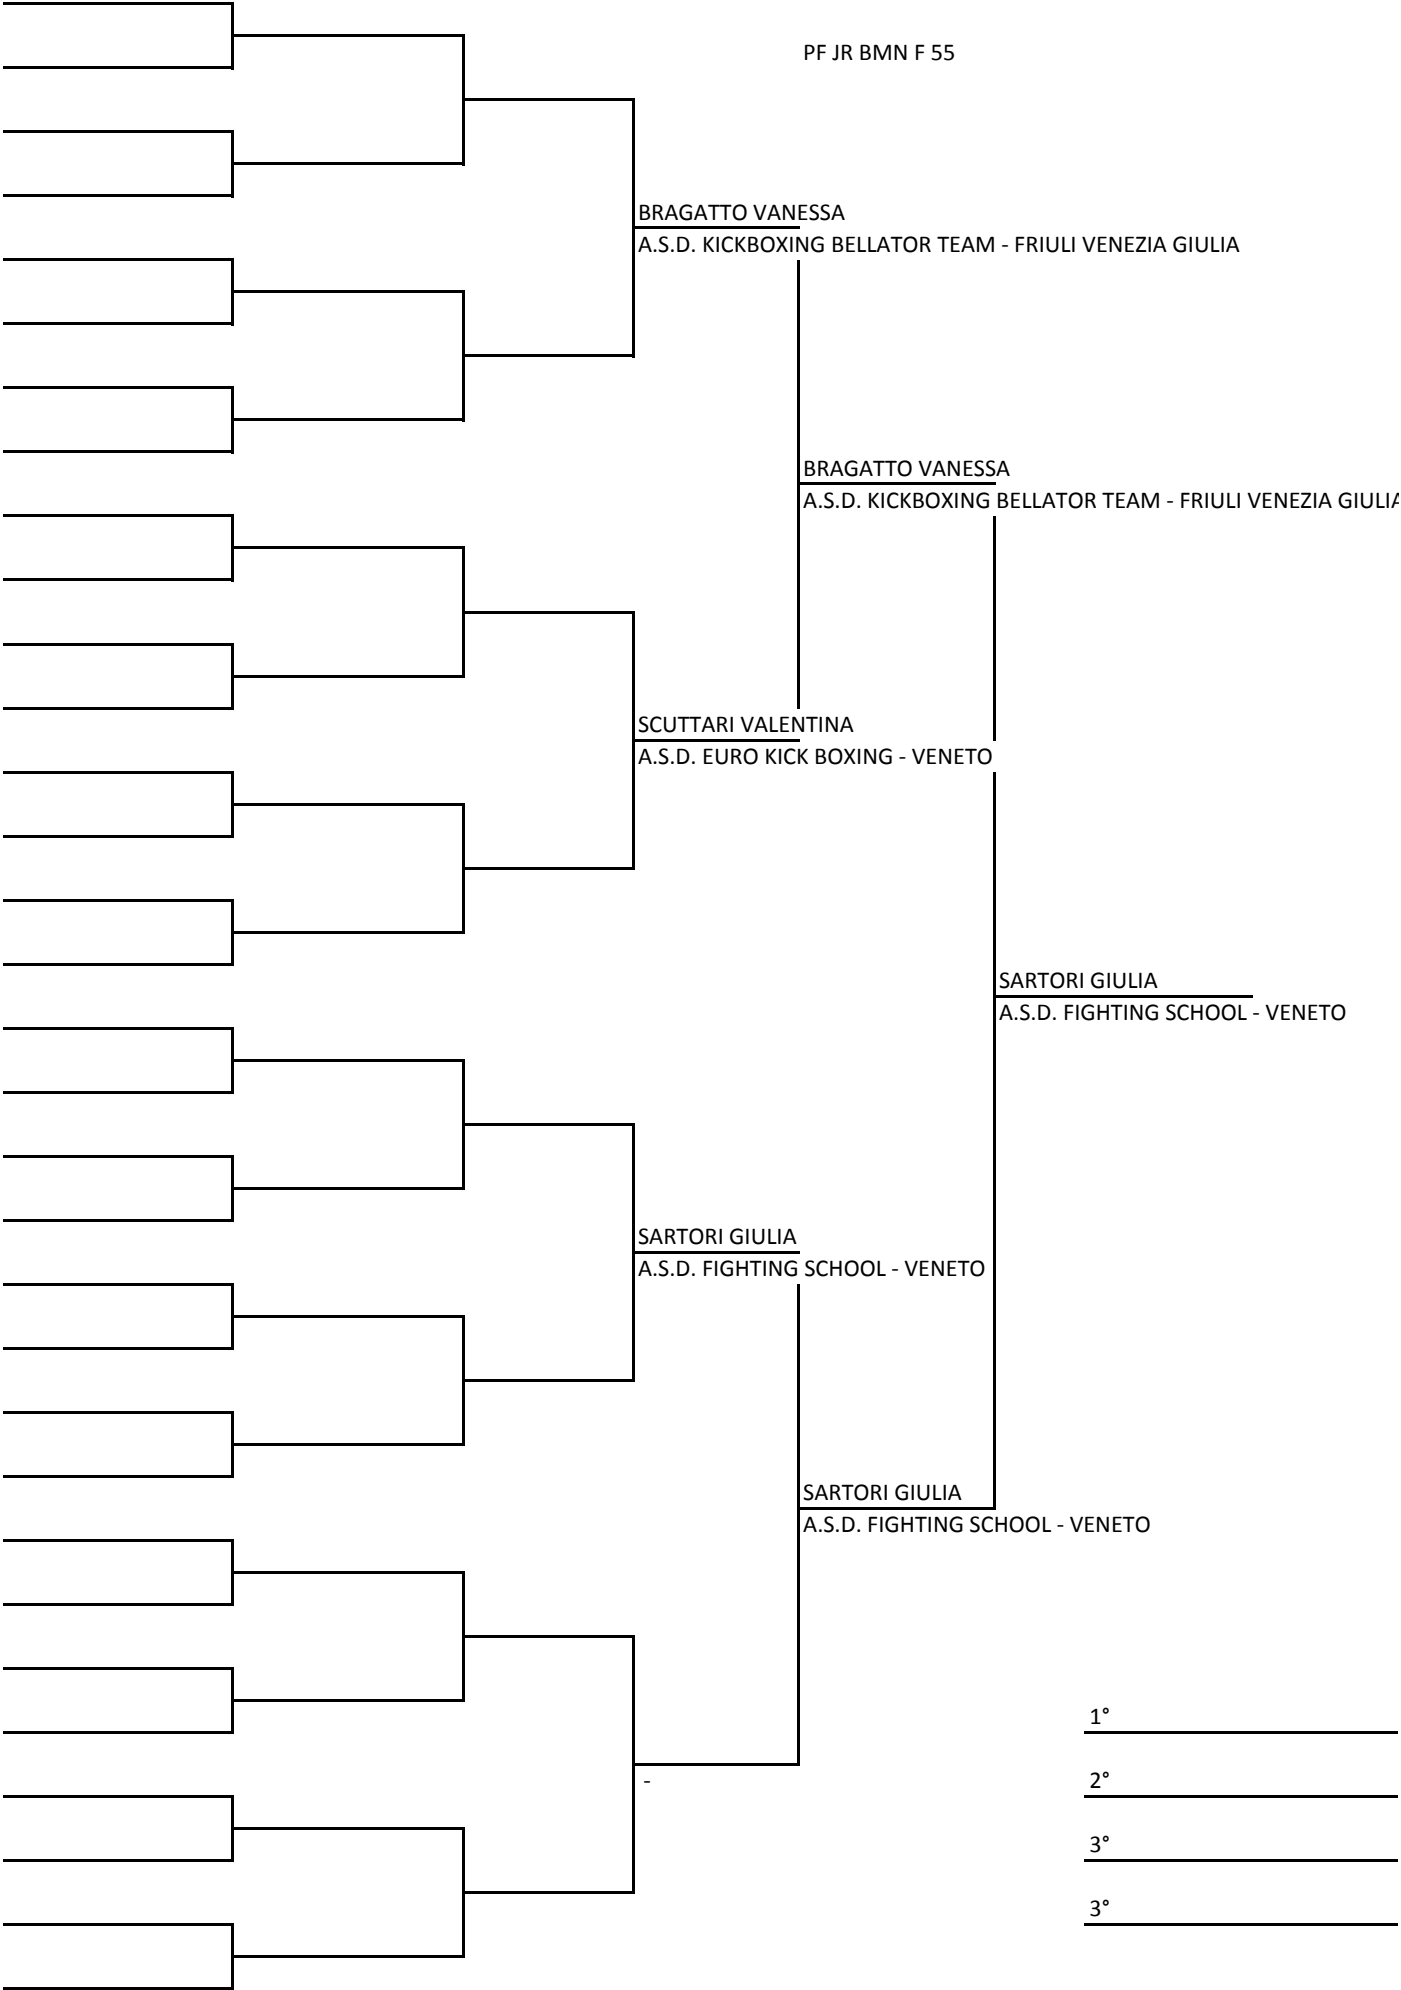 PF JR BMN F 55
BRAGATTO VANESSA
A.S.D. KICKBOXING BELLATOR TEAM - FRIULI VENEZIA GIULIA
BRAGATTO VANESSA
A.S.D. KICKBOXING BELLATOR TEAM - FRIULI VENEZIA GIULIA
SCUTTARI VALENTINA
A.S.D. EURO KICK BOXING - VENETO
SARTORI GIULIA
A.S.D. FIGHTING SCHOOL - VENETO
SARTORI GIULIA
A.S.D. FIGHTING SCHOOL - VENETO
SARTORI GIULIA
A.S.D. FIGHTING SCHOOL - VENETO
1°
-
2°
3°
3°